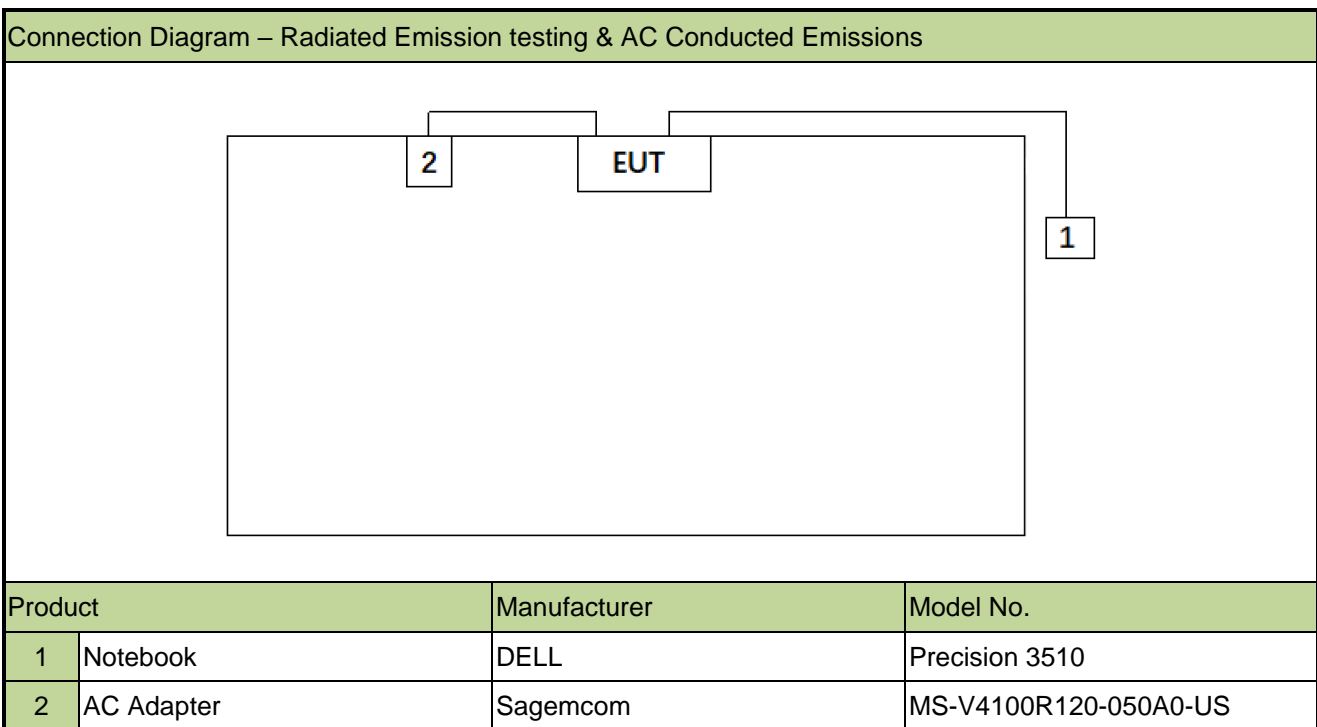 Connection Diagram – Radiated Emission testing & AC Conducted Emissions
2 EUT
1
Product Manufacturer Model No.
1 Notebook DELL Precision 3510
2 AC Adapter Sagemcom MS-V4100R120-050A0-US